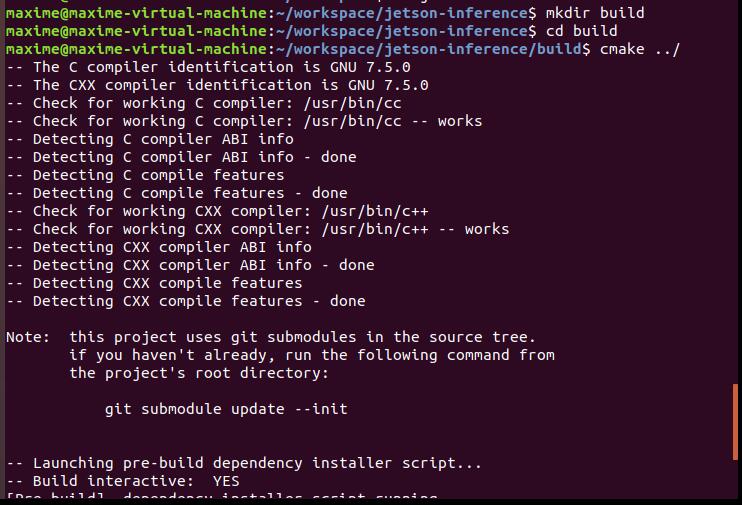 maxime@maxime-virtual-machine:~/workspace/jetson-inference$ mkdir build
maxime@maxime-virtual-machine:~/workspace/jetson-inference$ cd build
maxime@maxime-virtual-machine:~/workspace/jetson-inference/build$ cmake ../
-- The C compiler identification is GNU 7.5.0
-- The CXX compiler identification is GNU 7.5.0
-- Check for working C compiler: /usr/bin/cc
-- Check for working C compiler: /usr/bin/cc -- works
-- Detecting C compiler ABI info
-- Detecting C compiler ABI info - done
-- Detecting C compile features
-- Detecting C compile features - done
-- Check for working CXX compiler: /usr/bin/c++
-- Check for working CXX compiler: /usr/bin/c++ -- works
-- Detecting CXX compiler ABI info
-- Detecting CXX compiler ABI info - done
-- Detecting CXX compile features
-- Detecting CXX compile features - done
Note:  this project uses git submodules in the source tree.
       if you haven't already, run the following command from
       the project's root directory:
           git submodule update --init
-- Launching pre-build dependency installer script...
-- Build interactive:  YES
[Pre-build]  dependency installer script running